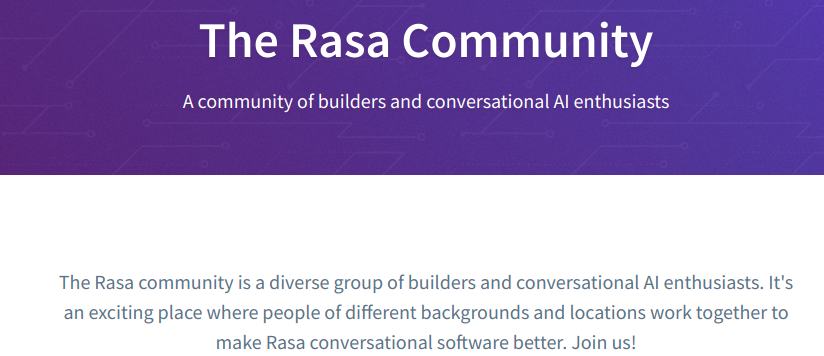 The Rasa Community
A community of builders and conversational AI enthusiasts
The Rasa community is a diverse group of builders and conversational AI enthusiasts. It's
an exciting place where people of different backgrounds and locations work together to
make Rasa conversational software better. Join us!